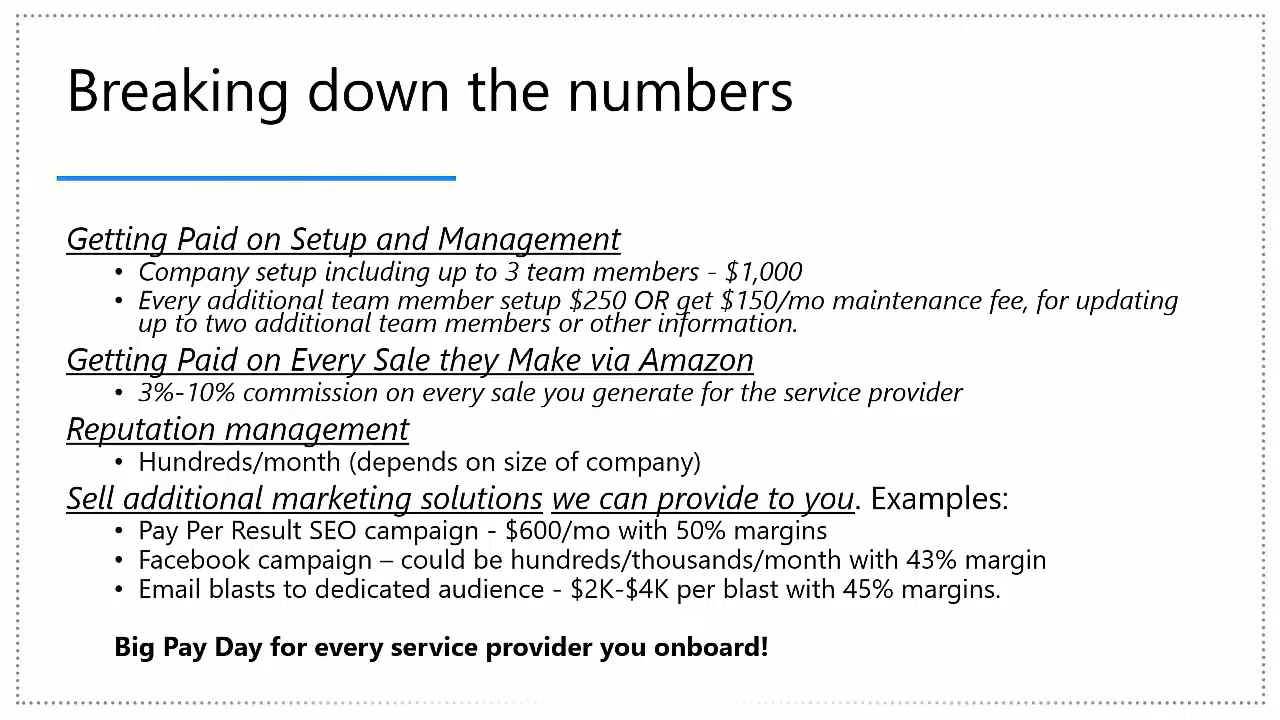 Breaking down the numbers
Getting Paid on Setup and Management
• Company setup including up to 3 team members - $1,000
• Every additional team member setup $250 OR get $150/mo maintenance fee, for updating
up to two additional team members or other information.
Getting Paid on Every Sale they Make via Amazon
• 3%-10% commission on every sale you generate for the service provider
Reputation management
• Hundreds/month (depends on size of company)
Sell additional marketing solutions we can provide to you. Examples:
• Pay Per Result SEO campaign - $600/mo with 50% margins
• Facebook campaign – could be hundreds/thousands/month with 43% margin
• Email blasts to dedicated audience - $2K-$4K per blast with 45% margins.
Big Pay Day for every service provider you onboard!